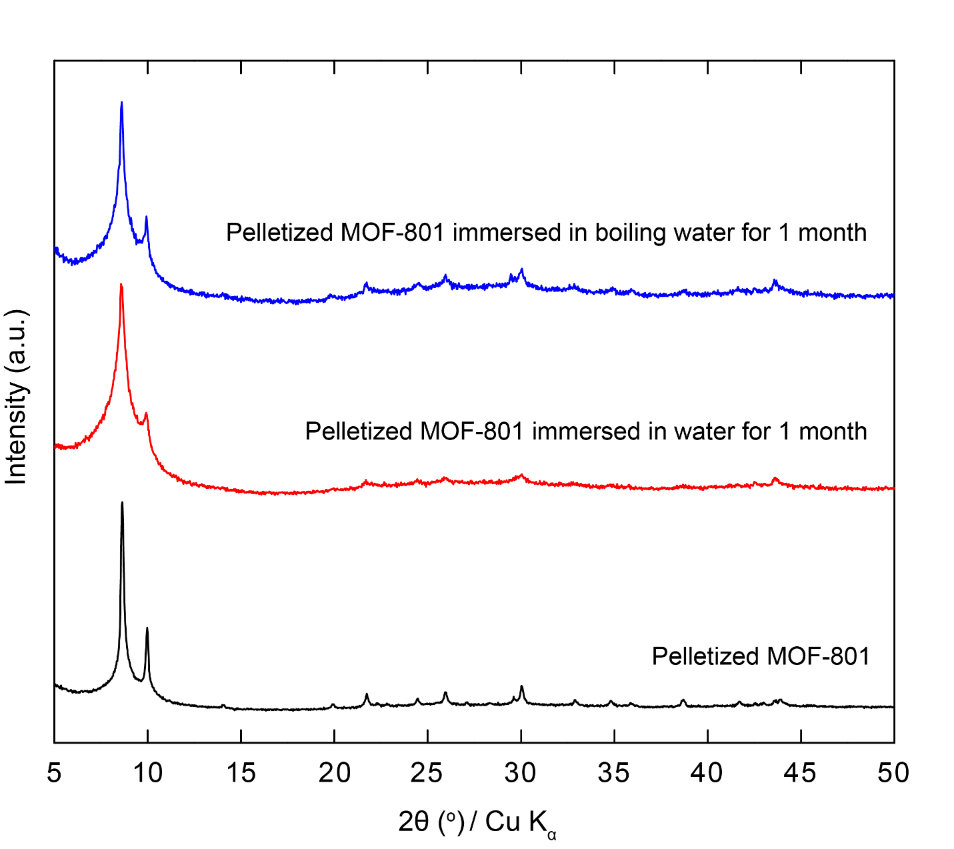 Pelletized MOF-801 immersed in boiling water for 1 month
Pelletized MOF-801 immersed in water for 1 month
Pelletized MOF-801
Intensity (a.u.)
5 10 15 20 25 30 35 40 45 50
2θ (°) / Cu Kα